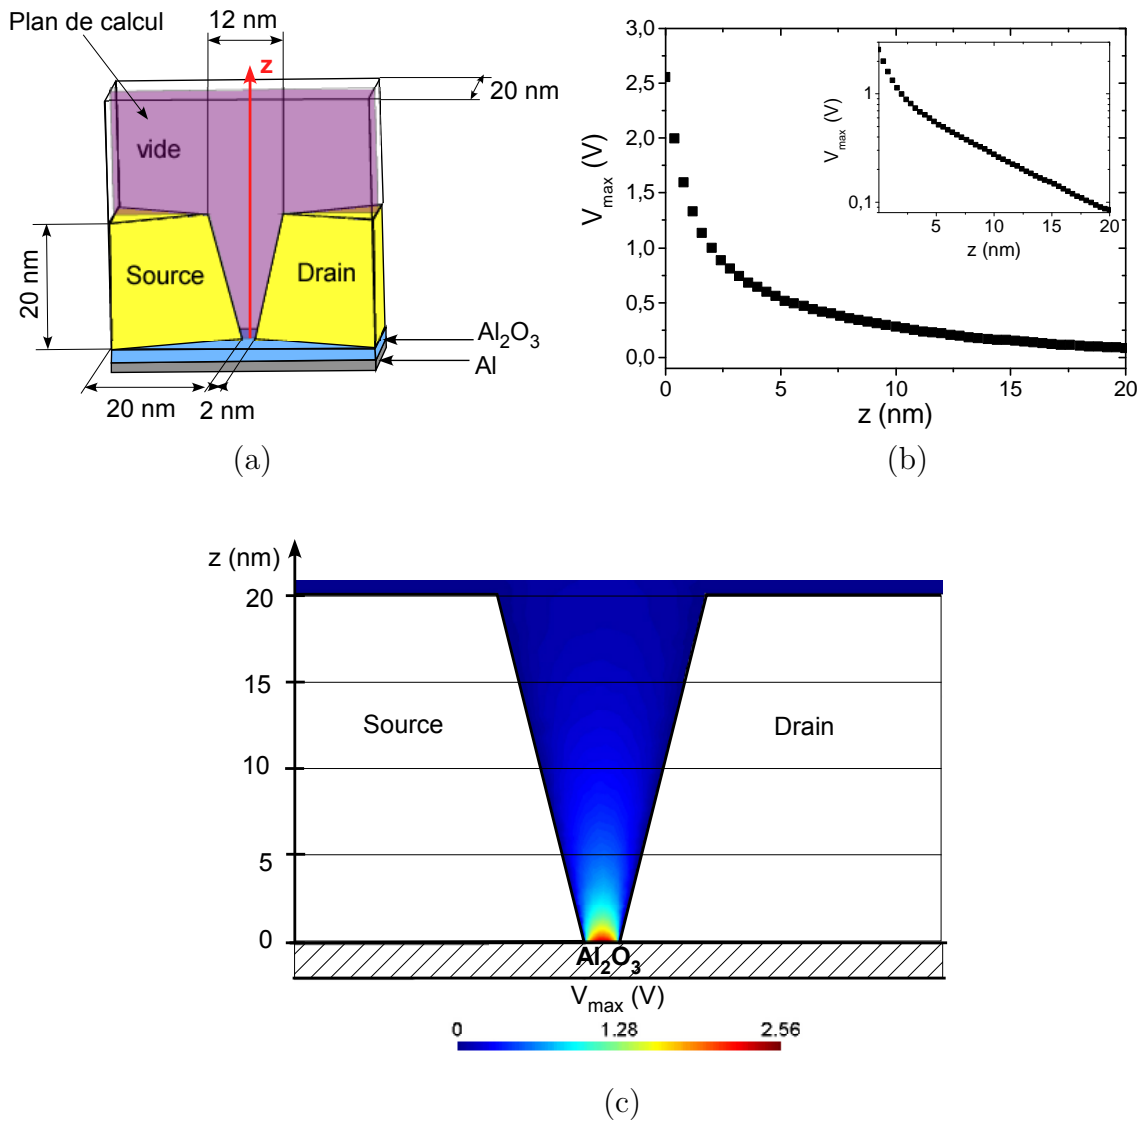 Plan de calcul
12 nm
z
20 nm
vide
20 nm
Source
Drain
Al₂O₃
Al
20 nm
2 nm
(a)
V_max (V)
3,0
2,5
2,0
1,5
1,0
0,5
0,0
0 5 10 15 20
z (nm)
V_max (V)
1
0,1
5 10 15 20
z (nm)
(b)
z (nm)
20
15
10
5
0
Source
Drain
Al₂O₃
V_max (V)
0 1.28 2.56
(c)